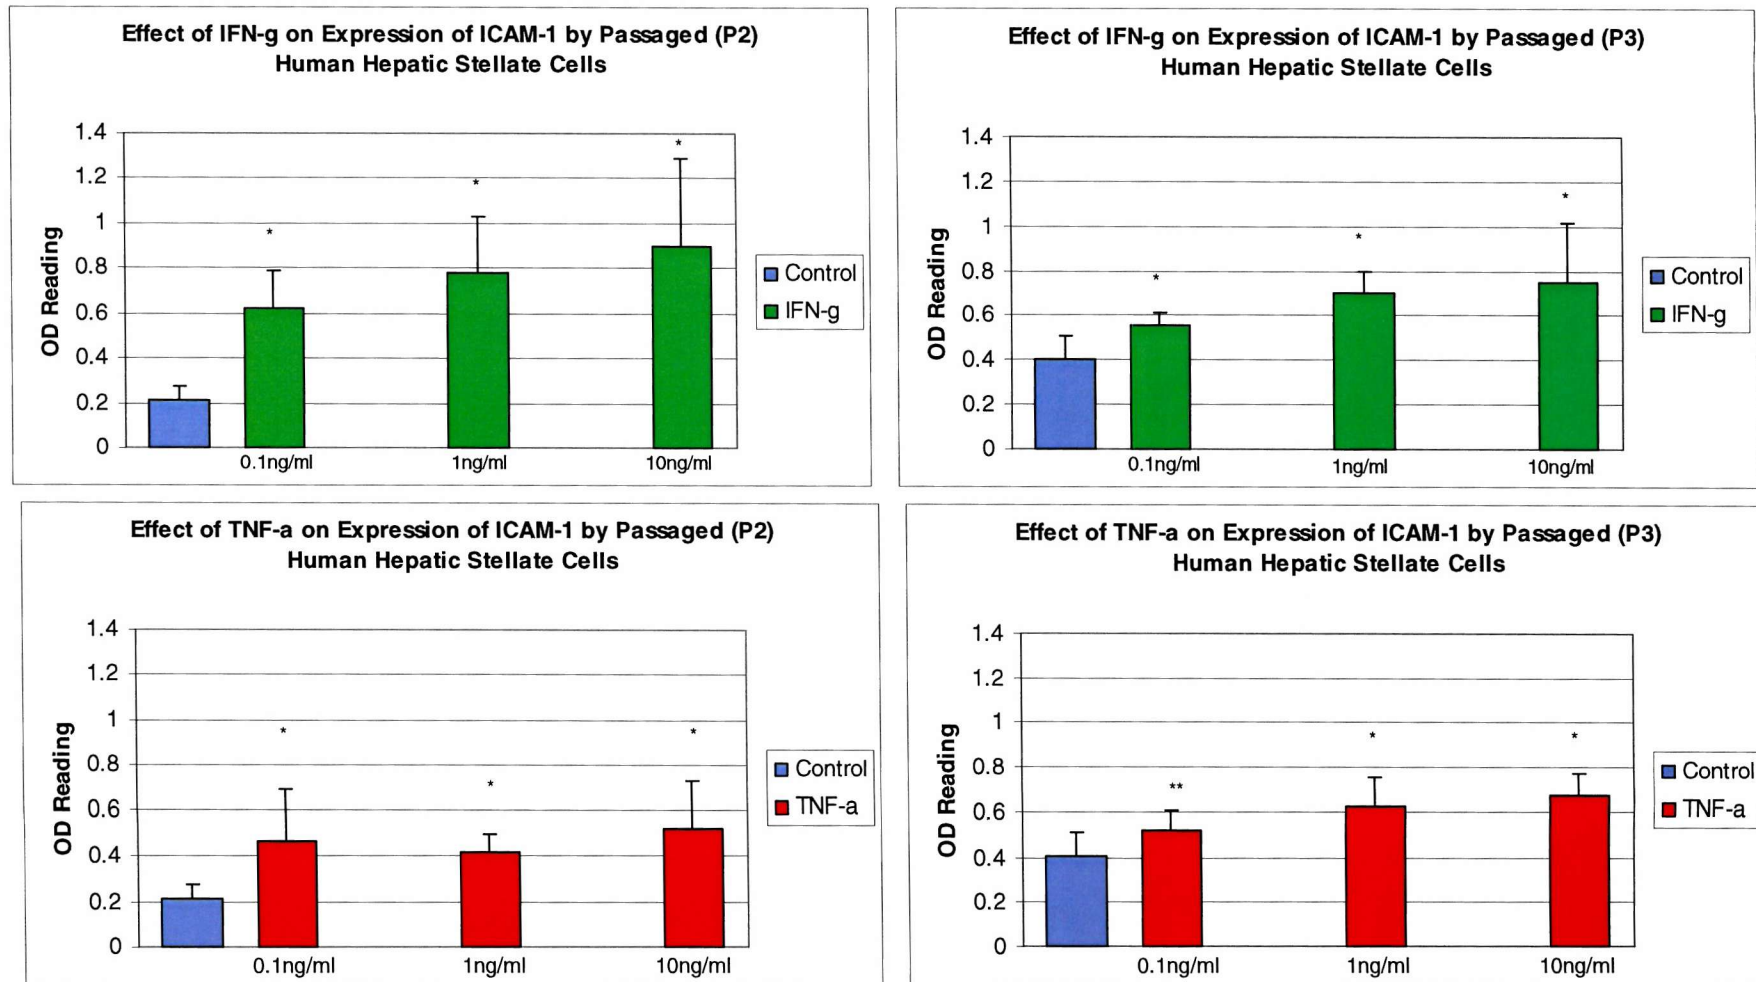 Effect of IFN-g on Expression of ICAM-1 by Passaged (P2)
Human Hepatic Stellate Cells
1.4
1.2
1
0.8
0.6
0.4
0.2
0
OD Reading
*
*
*
0.1ng/ml
1ng/ml
10ng/ml
Control
IFN-g
Effect of IFN-g on Expression of ICAM-1 by Passaged (P3)
Human Hepatic Stellate Cells
1.4
1.2
1
0.8
0.6
0.4
0.2
0
OD Reading
*
*
*
0.1ng/ml
1ng/ml
10ng/ml
Control
IFN-g
Effect of TNF-a on Expression of ICAM-1 by Passaged (P2)
Human Hepatic Stellate Cells
1.4
1.2
1
0.8
0.6
0.4
0.2
0
OD Reading
*
*
*
0.1ng/ml
1ng/ml
10ng/ml
Control
TNF-a
Effect of TNF-a on Expression of ICAM-1 by Passaged (P3)
Human Hepatic Stellate Cells
1.4
1.2
1
0.8
0.6
0.4
0.2
0
OD Reading
**
*
*
0.1ng/ml
1ng/ml
10ng/ml
Control
TNF-a